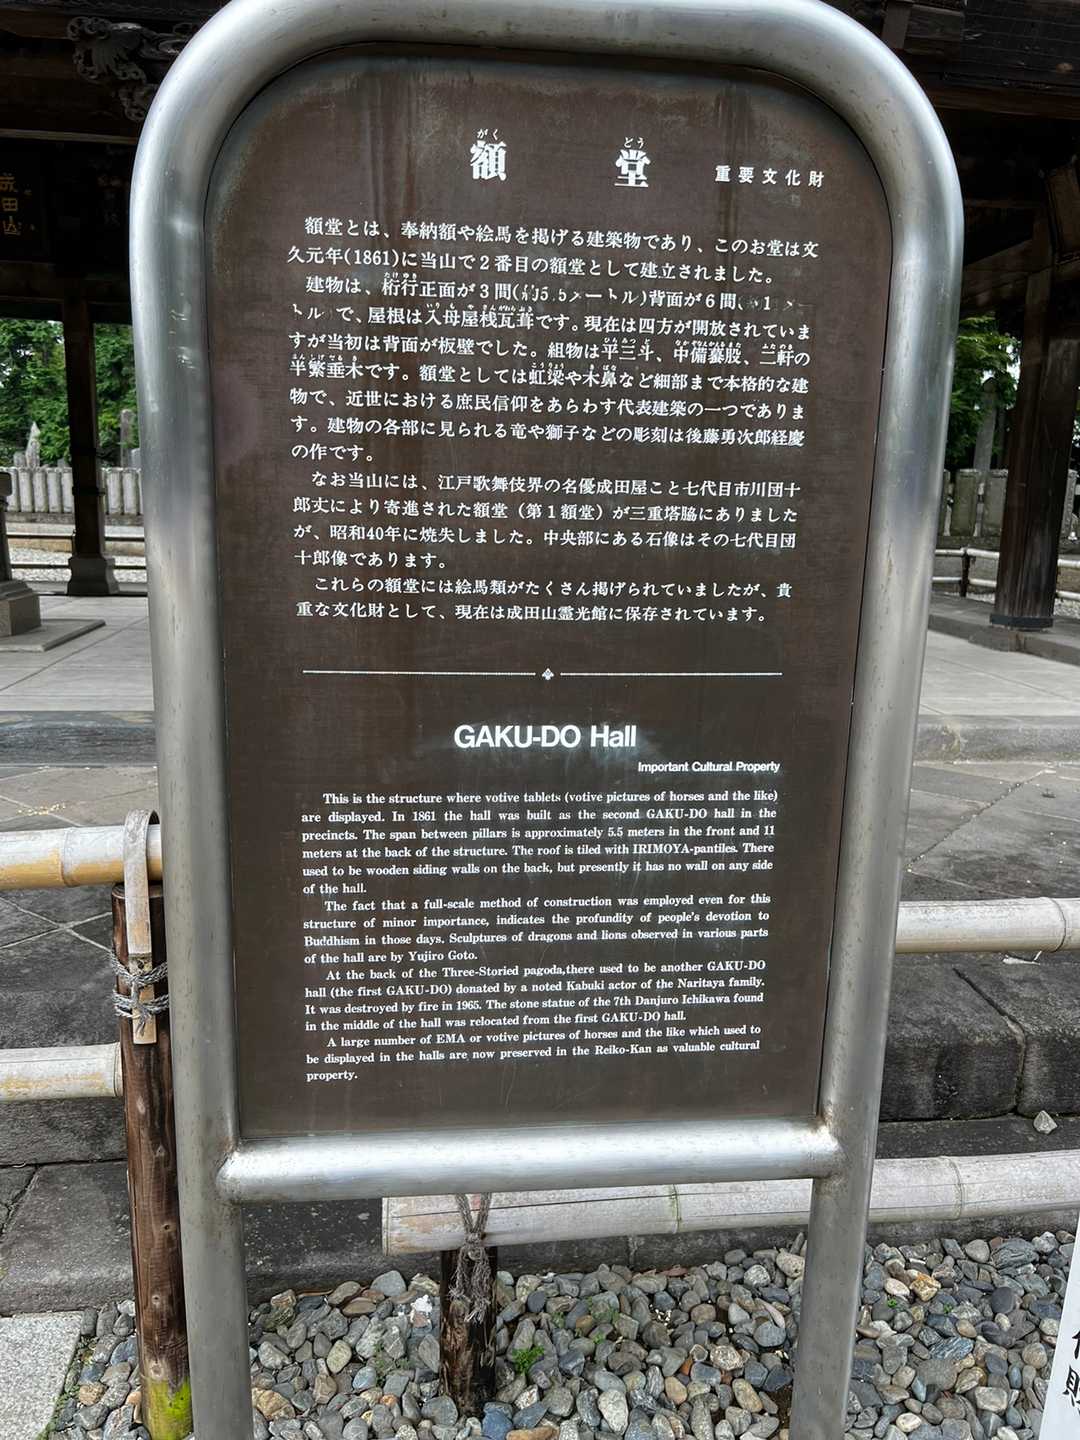 がく どう
額 堂 重要文化財
額堂とは、奉納額や絵馬を掲げる建築物であり、このお堂は文
久元年(1861)に当山で2番目の額堂として建立されました。
建物は、桁行正面が3間(約5.5メートル)背面が6間、
トル で、屋根は入母屋桟瓦葺です。現在は四方が開放されていま
すが当初は背面が板壁でした。組物は平三斗、中備蟇股、二軒の
半繁垂木です。額堂としては虹梁や木鼻など細部まで本格的な建
物で、近世における庶民信仰をあらわす代表建築の一つでありま
す。建物の各部に見られる竜や獅子などの彫刻は後藤勇次郎経慶
の作です。
なお当山には、江戸歌舞伎界の名優成田屋こと七代目市川団十
郎丈により寄進された額堂（第1額堂）が三重塔脇にありました
が、昭和40年に焼失しました。中央部にある石像はその七代目団
十郎像であります。
これらの額堂には絵馬類がたくさん掲げられていましたが、貴
重な文化財として、現在は成田山霊光館に保存されています。
GAKU-DO Hall
Important Cultural Property
This is the structure where votive tablets (votive pictures of horses and the like)
are displayed. In 1861 the hall was built as the second GAKU-DO hall in the
precincts. The span between pillars is approximately 5.5 meters in the front and 11
meters at the back of the structure. The roof is tiled with IRIMOYA-pantiles. There
used to be wooden siding walls on the back, but presently it has no wall on any side
of the hall.
The fact that a full-scale method of construction was employed even for this
structure of minor importance, indicates the profundity of people's devotion to
Buddhism in those days. Sculptures of dragons and lions observed in various parts
of the hall are by Yujiro Goto.
At the back of the Three-Storied pagoda,there used to be another GAKU-DO
hall (the first GAKU-DO) donated by a noted Kabuki actor of the Naritaya family.
It was destroyed by fire in 1965. The stone statue of the 7th Danjuro Ichikawa found
in the middle of the hall was relocated from the first GAKU-DO hall.
A large number of EMA or votive pictures of horses and the like which used to
be displayed in the halls are now preserved in the Reiko-Kan as valuable cultural
property.